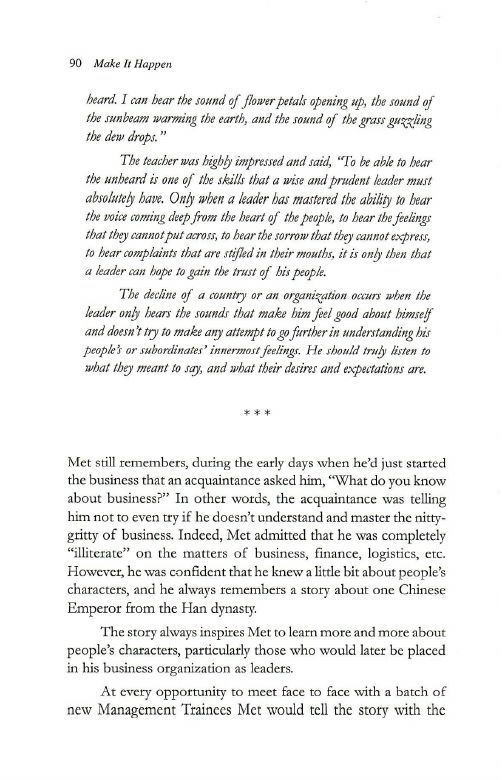 90 Make It Happen
heard. I can hear the sound of flower petals opening up, the sound of
the sunbeam warming the earth, and the sound of the grass guzzling
the dew drops."
The teacher was highly impressed and said, "To be able to hear
the unheard is one of the skills that a wise and prudent leader must
absolutely have. Only when a leader has mastered the ability to hear
the voice coming deep from the heart of the people, to hear the feelings
that they cannot put across, to hear the sorrow that they cannot express,
to hear complaints that are stifled in their mouths, it is only then that
a leader can hope to gain the trust of his people.
The decline of a country or an organization occurs when the
leader only hears the sounds that make him feel good about himself
and doesn't try to make any attempt to go further in understanding his
people's or subordinates' innermost feelings. He should truly listen to
what they meant to say, and what their desires and expectations are.
***
Met still remembers, during the early days when he'd just started
the business that an acquaintance asked him, "What do you know
about business?" In other words, the acquaintance was telling
him not to even try if he doesn't understand and master the nitty-
gritty of business. Indeed, Met admitted that he was completely
"illiterate" on the matters of business, finance, logistics, etc.
However, he was confident that he knew a little bit about people's
characters, and he always remembers a story about one Chinese
Emperor from the Han dynasty.
The story always inspires Met to learn more and more about
people's characters, particularly those who would later be placed
in his business organization as leaders.
At every opportunity to meet face to face with a batch of
new Management Trainees Met would tell the story with the